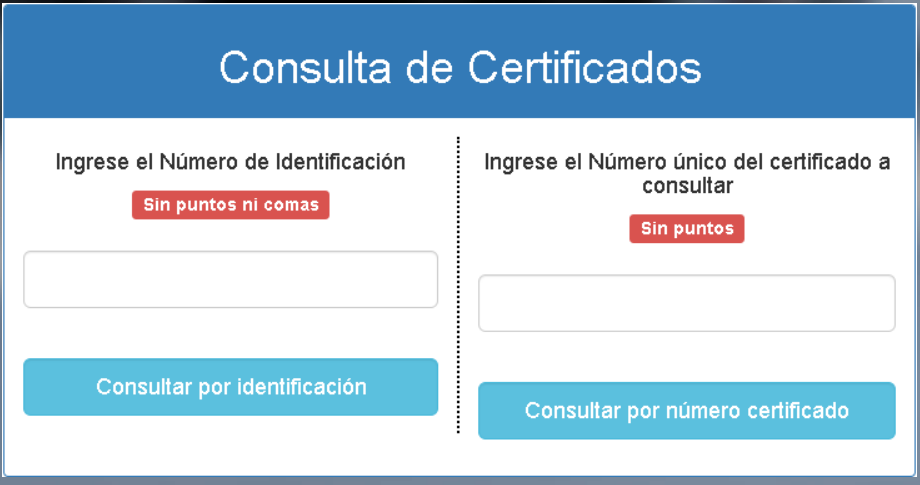 Consulta de Certificados
Ingrese el Número de Identificación
Sin puntos ni comas
Consultar por identificación
Ingrese el Número único del certificado a
consultar
Sin puntos
Consultar por número certificado